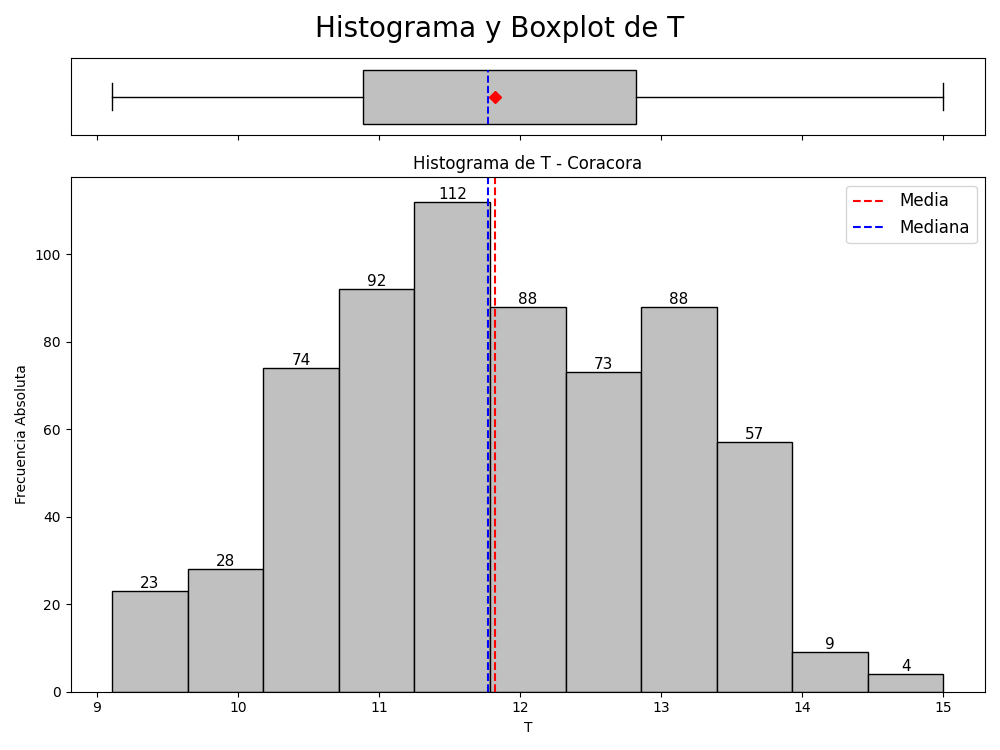 Histograma y Boxplot de T
Histograma de T - Coracora
Media
Mediana
112
92
88
88
74
73
57
28
23
9
4
Frecuencia Absoluta
100
80
60
40
20
0
9 10 11 12 13 14 15
T